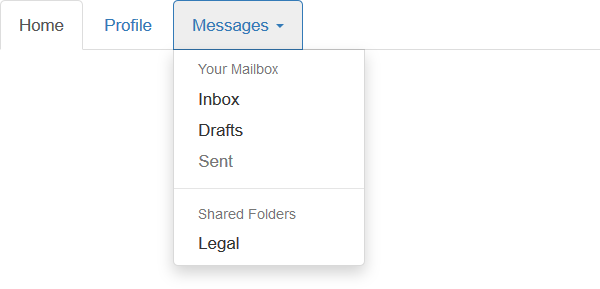 Home Profile Messages
Your Mailbox
Inbox
Drafts
Sent
Shared Folders
Legal